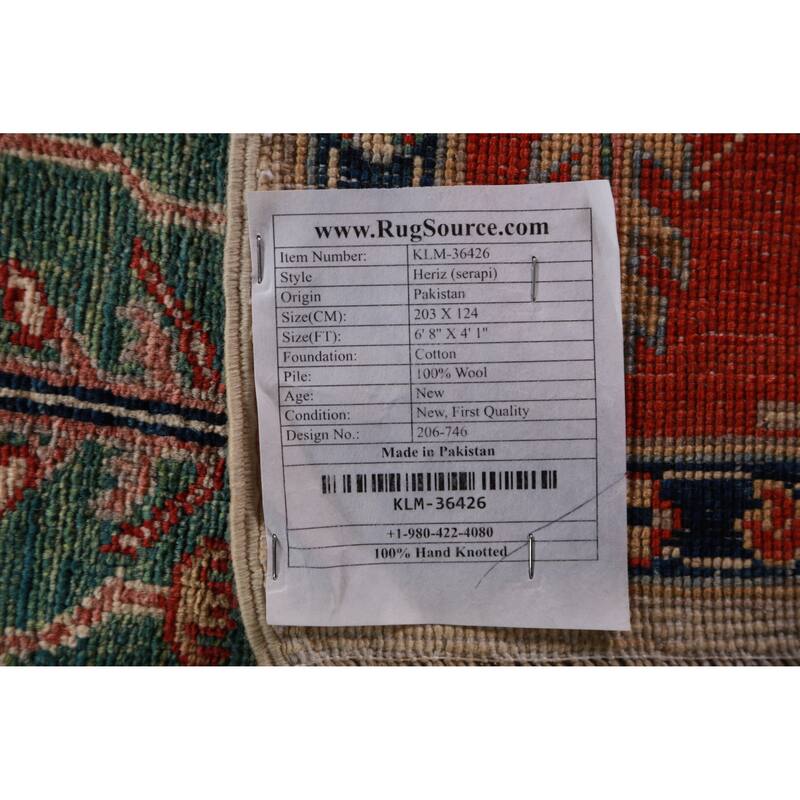 www.RugSource.com
Item Number: KLM-36426
Style Heriz (serapi)
Origin Pakistan
Size(CM): 203 X 124
Size(FT): 6' 8" X 4' 1"
Foundation: Cotton
Pile: 100% Wool
Age: New
Condition: New, First Quality
Design No.: 206-746
Made in Pakistan
KLM-36426
+1-980-422-4080
100% Hand Knotted